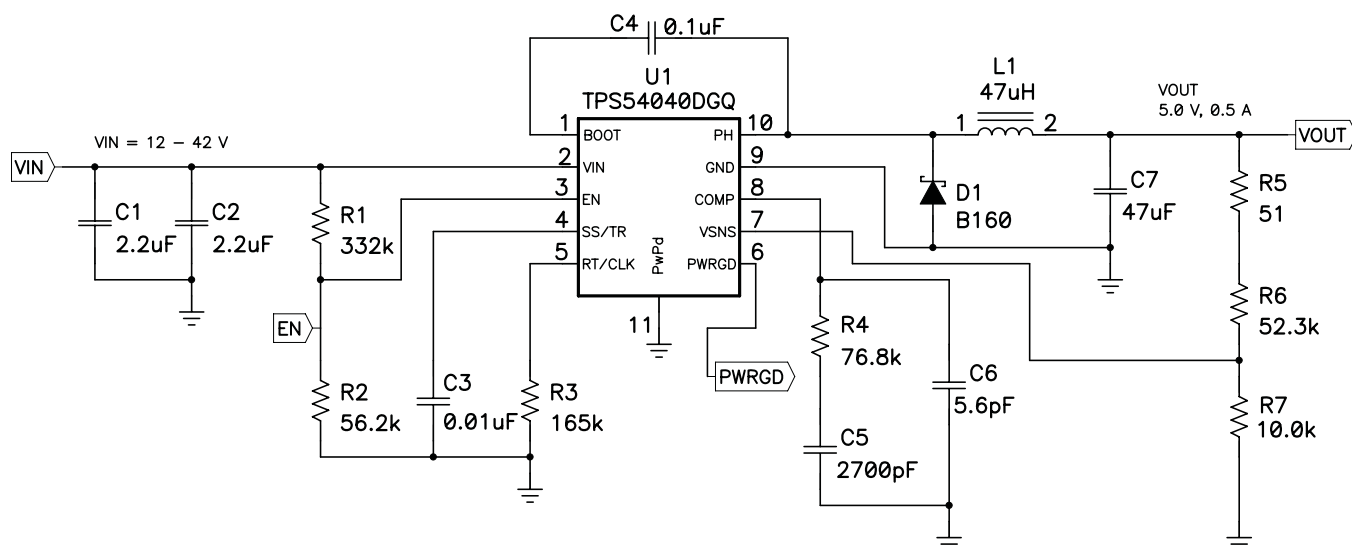 C4
0.1uF
U1
TPS54040DGQ
L1
47uH
VOUT
5.0 V, 0.5 A
VIN = 12 – 42 V
1
BOOT
PH
10
1
2
VOUT
VIN
2
VIN
GND
9
3
EN
COMP
8
4
SS/TR
VSNS
7
5
RT/CLK
PWRGD
6
PwPd
11
C1
2.2uF
C2
2.2uF
R1
332k
D1
B160
C7
47uF
R5
51
EN
R6
52.3k
R4
76.8k
PWRGD
R2
56.2k
C3
0.01uF
R3
165k
C6
5.6pF
C5
2700pF
R7
10.0k